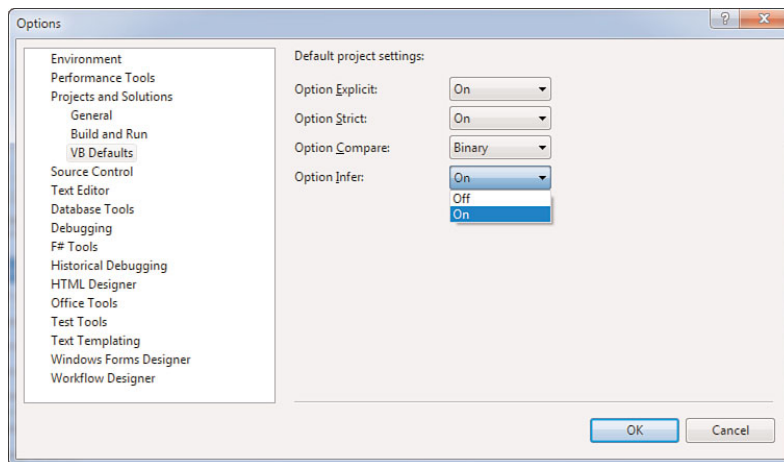 Options
Environment
Performance Tools
Projects and Solutions
General
Build and Run
VB Defaults
Source Control
Text Editor
Database Tools
Debugging
F# Tools
Historical Debugging
HTML Designer
Office Tools
Test Tools
Text Templating
Windows Forms Designer
Workflow Designer
Default project settings:
Option Explicit: On
Option Strict: On
Option Compare: Binary
Option Infer: On
Off
On
OK Cancel